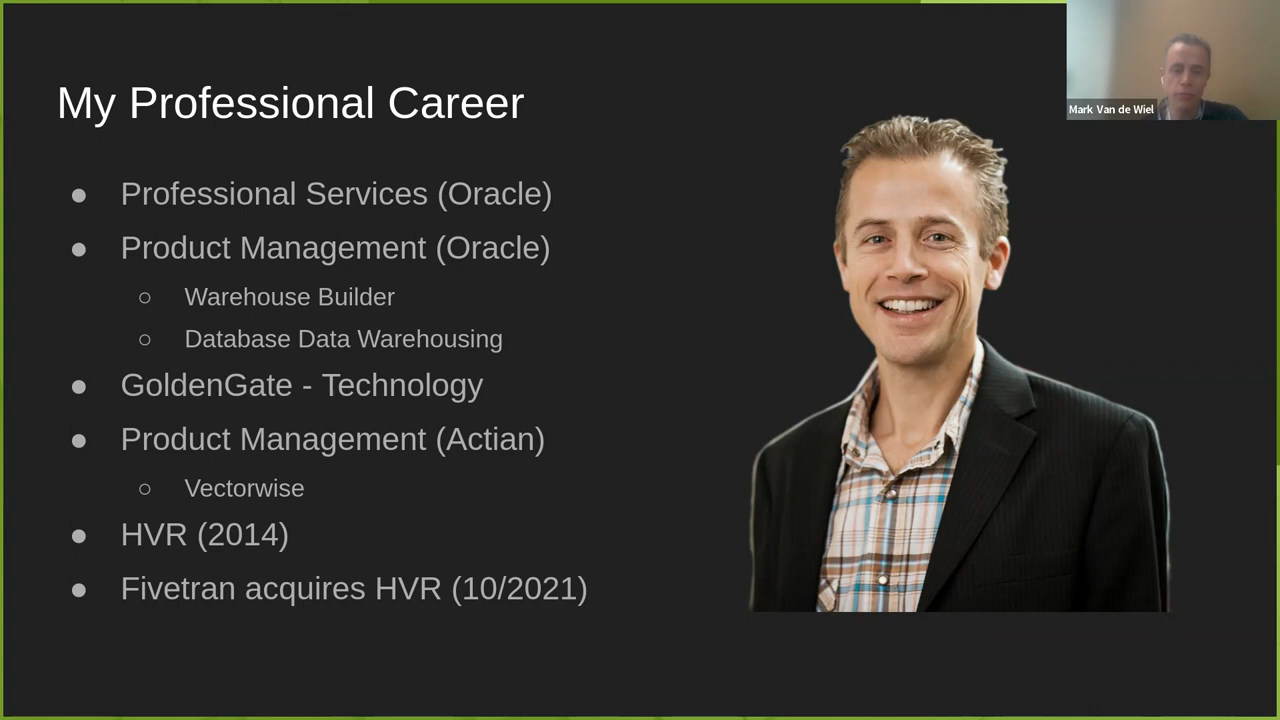 My Professional Career
Mark Van de Wiel
● Professional Services (Oracle)
● Product Management (Oracle)
○ Warehouse Builder
○ Database Data Warehousing
● GoldenGate - Technology
● Product Management (Actian)
○ Vectorwise
● HVR (2014)
● Fivetran acquires HVR (10/2021)